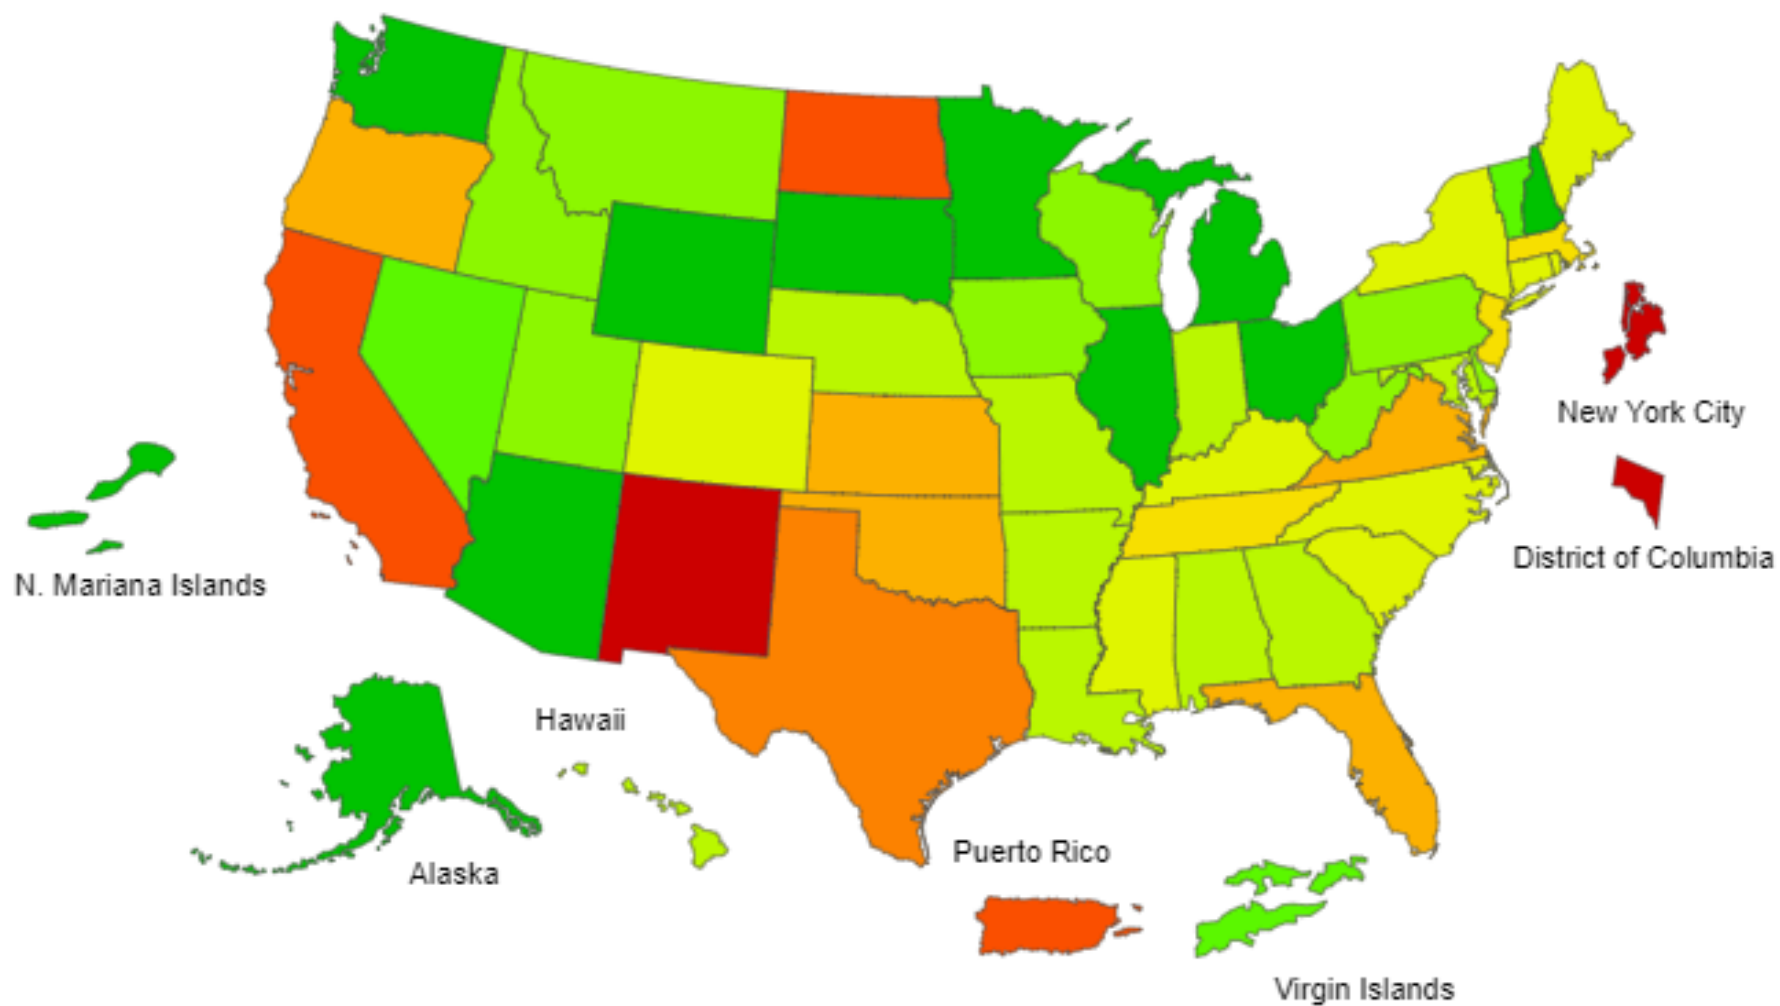 New York City
District of Columbia
N. Mariana Islands
Hawaii
Alaska
Puerto Rico
Virgin Islands